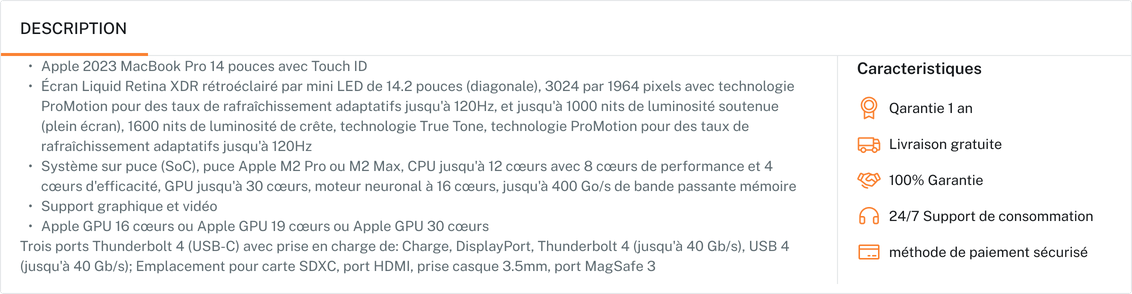 DESCRIPTION
• Apple 2023 MacBook Pro 14 pouces avec Touch ID
• Écran Liquid Retina XDR rétroéclairé par mini LED de 14.2 pouces (diagonale), 3024 par 1964 pixels avec technologie
ProMotion pour des taux de rafraîchissement adaptatifs jusqu'à 120Hz, et jusqu'à 1000 nits de luminosité soutenue
(plein écran), 1600 nits de luminosité de crête, technologie True Tone, technologie ProMotion pour des taux de
rafraîchissement adaptatifs jusqu'à 120Hz
• Système sur puce (SoC), puce Apple M2 Pro ou M2 Max, CPU jusqu'à 12 cœurs avec 8 cœurs de performance et 4
cœurs d'efficacité, GPU jusqu'à 30 cœurs, moteur neuronal à 16 cœurs, jusqu'à 400 Go/s de bande passante mémoire
• Support graphique et vidéo
• Apple GPU 16 cœurs ou Apple GPU 19 cœurs ou Apple GPU 30 cœurs
Trois ports Thunderbolt 4 (USB-C) avec prise en charge de: Charge, DisplayPort, Thunderbolt 4 (jusqu'à 40 Gb/s), USB 4
(jusqu'à 40 Gb/s); Emplacement pour carte SDXC, port HDMI, prise casque 3.5mm, port MagSafe 3
Caracteristiques
Qarantie 1 an
Livraison gratuite
100% Garantie
24/7 Support de consommation
méthode de paiement sécurisé